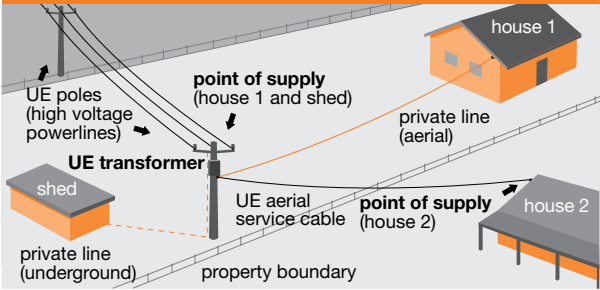 house 1
point of supply
(house 1 and shed)
UE poles
(high voltage
powerlines)
private line
(aerial)
UE transformer
shed
UE aerial
service cable
point of supply
(house 2)
house 2
private line
(underground)
property boundary